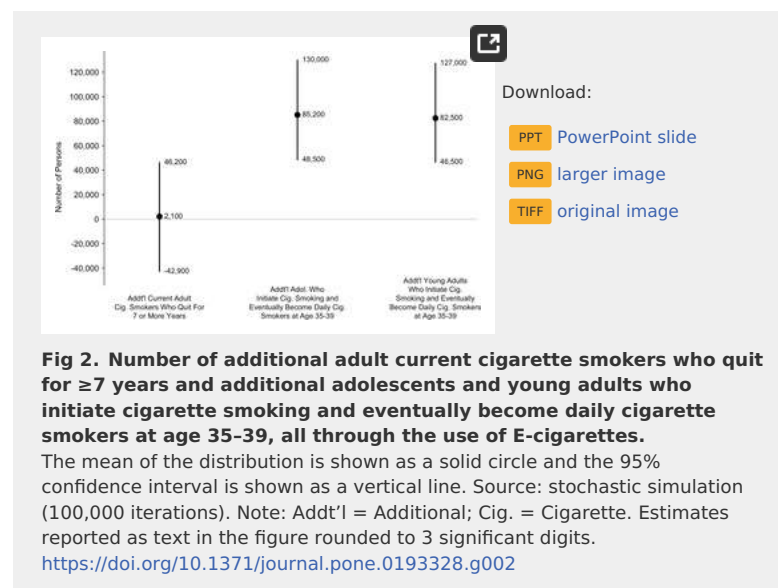 120,000
100,000
80,000
60,000
40,000
20,000
0
-20,000
-40,000
Number of Persons
46,200
2,100
-42,900
130,000
85,200
48,500
127,000
82,500
46,500
Addt'l Current Adult
Cig. Smokers Who Quit For
7 or More Years
Addt'l Adol. Who
Initiate Cig. Smoking and
Eventually Become Daily Cig.
Smokers at Age 35-39
Addt'l Young Adults
Who Initiate Cig.
Smoking and Eventually
Become Daily Cig. Smokers
at Age 35-39
Download:
PPT PowerPoint slide
PNG larger image
TIFF original image
Fig 2. Number of additional adult current cigarette smokers who quit
for ≥7 years and additional adolescents and young adults who
initiate cigarette smoking and eventually become daily cigarette
smokers at age 35–39, all through the use of E-cigarettes.
The mean of the distribution is shown as a solid circle and the 95%
confidence interval is shown as a vertical line. Source: stochastic simulation
(100,000 iterations). Note: Addt’l = Additional; Cig. = Cigarette. Estimates
reported as text in the figure rounded to 3 significant digits.
https://doi.org/10.1371/journal.pone.0193328.g002